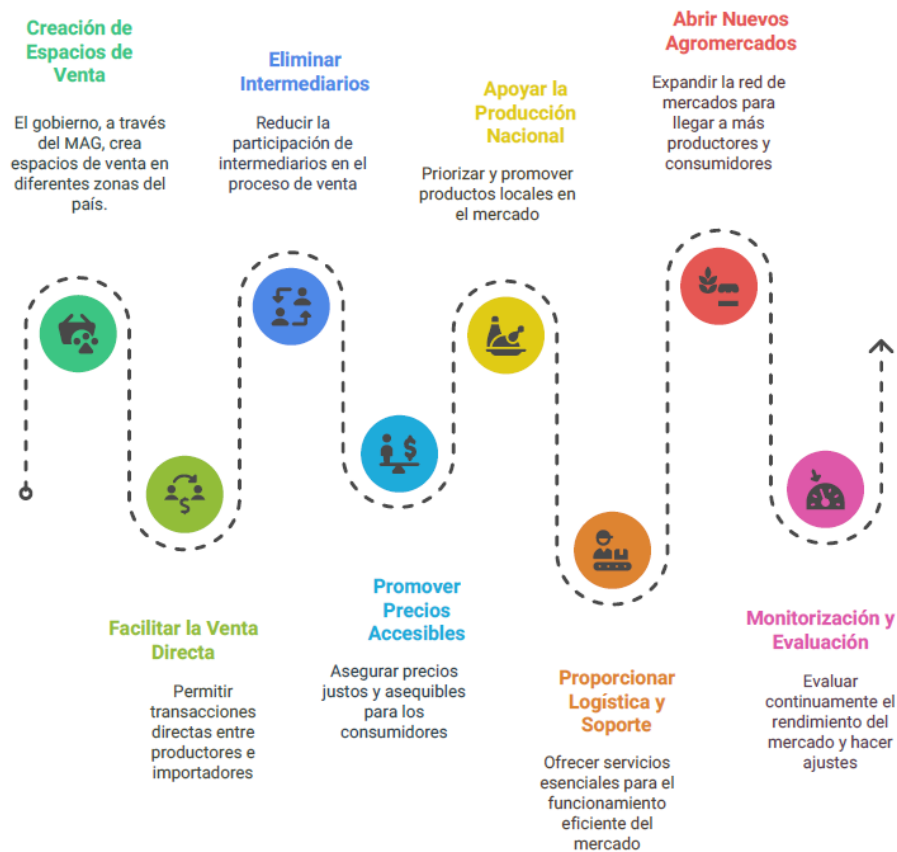 Creación de
Espacios de
Venta
El gobierno, a través
del MAG, crea
espacios de venta en
diferentes zonas del
país.
Facilitar la Venta
Directa
Permitir
transacciones
directas entre
productores e
importadores
Eliminar
Intermediarios
Reducir la
participación de
intermediarios en el
proceso de venta
Promover
Precios
Accesibles
Asegurar precios
justos y asequibles
para los
consumidores
Apoyar la
Producción
Nacional
Priorizar y promover
productos locales en
el mercado
Proporcionar
Logística y
Soporte
Ofrecer servicios
esenciales para el
funcionamiento
eficiente del
mercado
Abrir Nuevos
Agromercados
Expandir la red de
mercados para
llegar a más
productores y
consumidores
Monitorización y
Evaluación
Evaluar
continuamente el
rendimiento del
mercado y hacer
ajustes